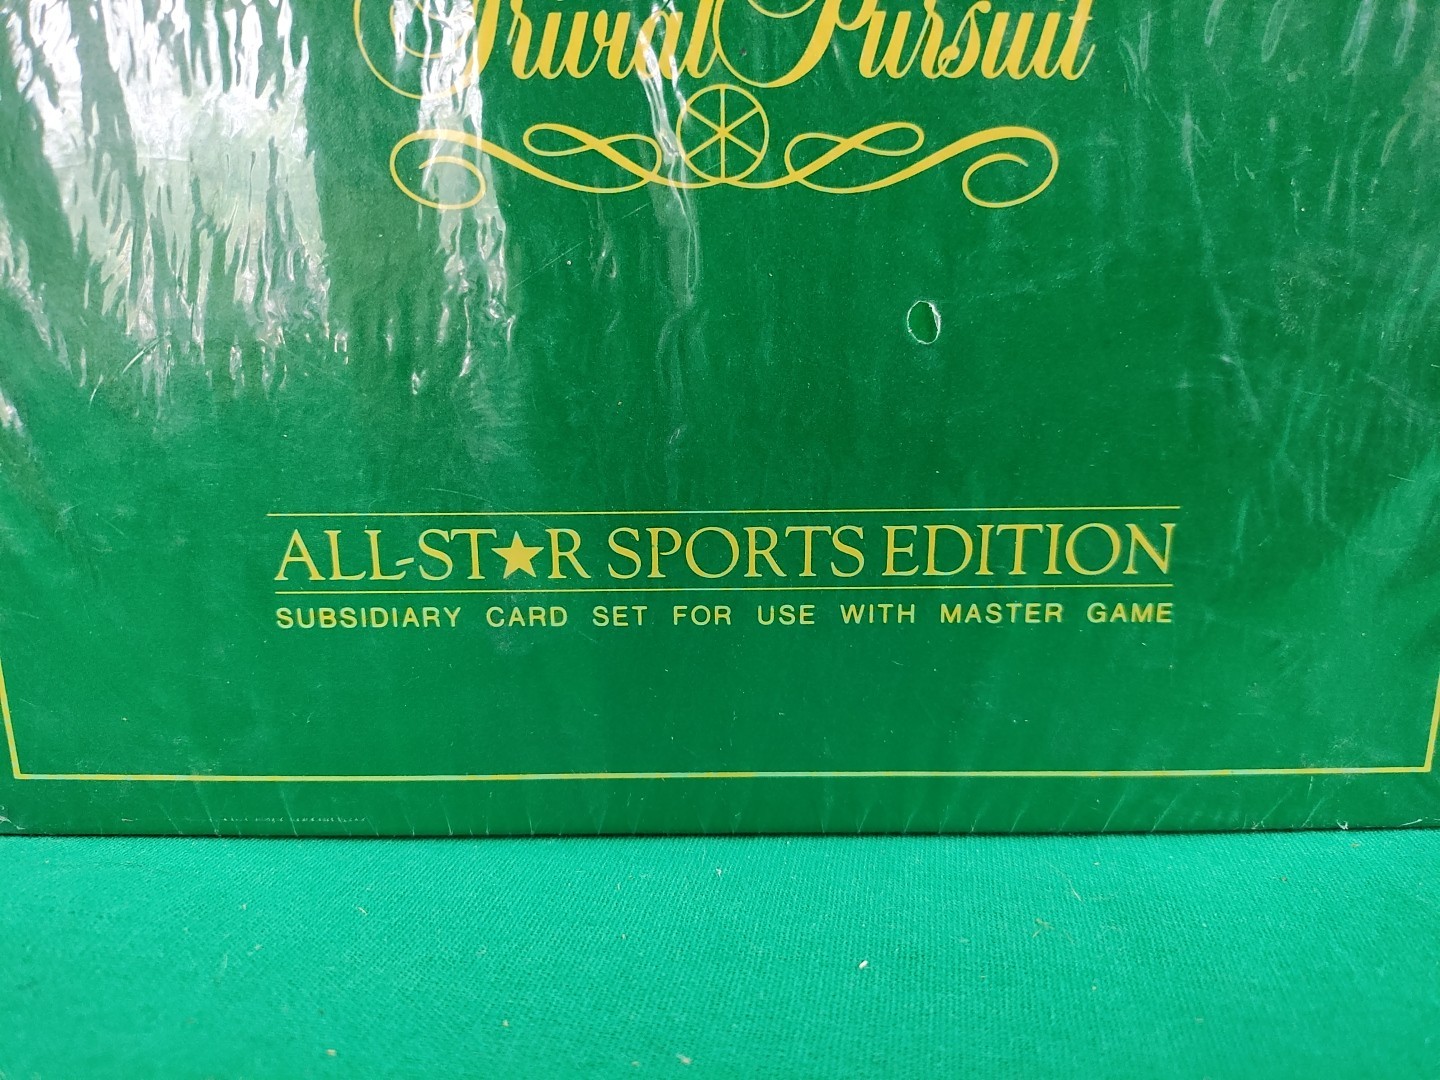 Trivial Pursuit
ALL-ST★R SPORTS EDITION
SUBSIDIARY CARD SET FOR USE WITH MASTER GAME